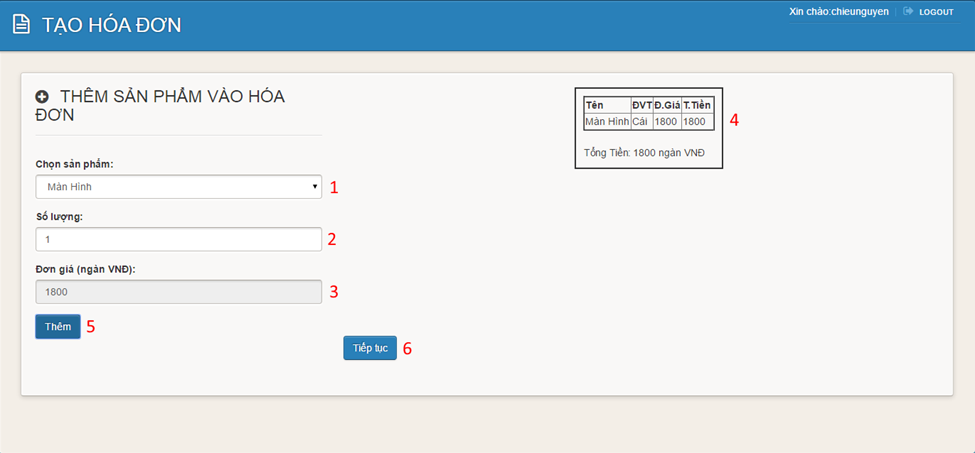 Xin chào:chieunguyen
LOGOUT
TẠO HÓA ĐƠN
THÊM SẢN PHẨM VÀO HÓA
ĐƠN
Chọn sản phẩm:
Màn Hình
1
Số lượng:
1
2
Đơn giá (ngàn VNĐ):
1800
3
Thêm
5
Tiếp tục
6
Tên ĐVT Đ.Giá T.Tiền
Màn Hình Cái 1800 1800
4
Tổng Tiền: 1800 ngàn VNĐ